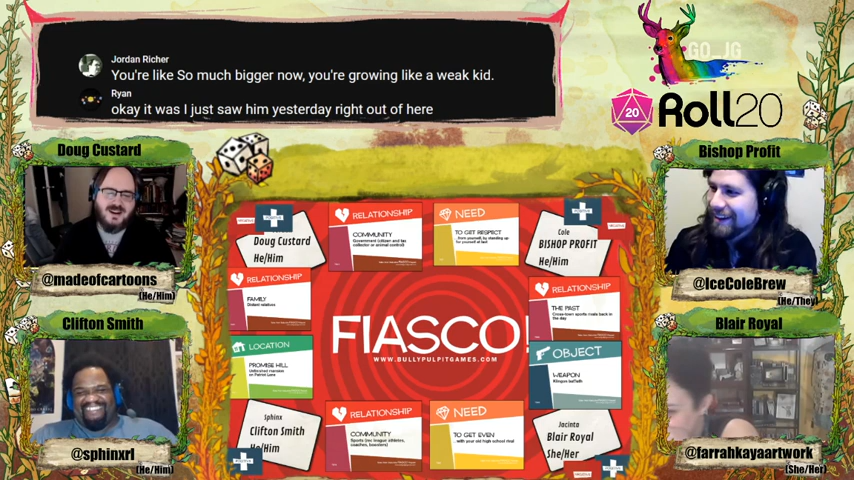 Jordan Richer
You're like So much bigger now, you're growing like a weak kid.
Ryan
okay it was I just saw him yesterday right out of here
GO_JG
20
Roll20
Doug Custard
@madeofcartoons
(He/Him)
Bishop Profit
@IceColeBrew
(He/They)
Clifton Smith
@sphinxrl
(He/Him)
Blair Royal
@farrahkayaartwork
(She/Her)
Doug Custard
He/Him
RELATIONSHIP
COMMUNITY
Government (citizen and tax
collector or animal control)
NEED
TO GET RESPECT
...from yourself, by standing up
for yourself at last
Cole
BISHOP PROFIT
He/Him
RELATIONSHIP
FAMILY
Distant relatives
RELATIONSHIP
THE PAST
Cross-town sports rivals back in
the day
LOCATION
PROMISE HILL
Unfinished mansion
on Patriot Lane
FIASCO!
WWW.BULLYPULPITGAMES.COM
OBJECT
WEAPON
Sphinx
Clifton Smith
He/Him
RELATIONSHIP
COMMUNITY
Sports (rec league athletes,
coaches, boosters)
NEED
TO GET EVEN
...with your old high school rival
Jacinta
Blair Royal
She/Her